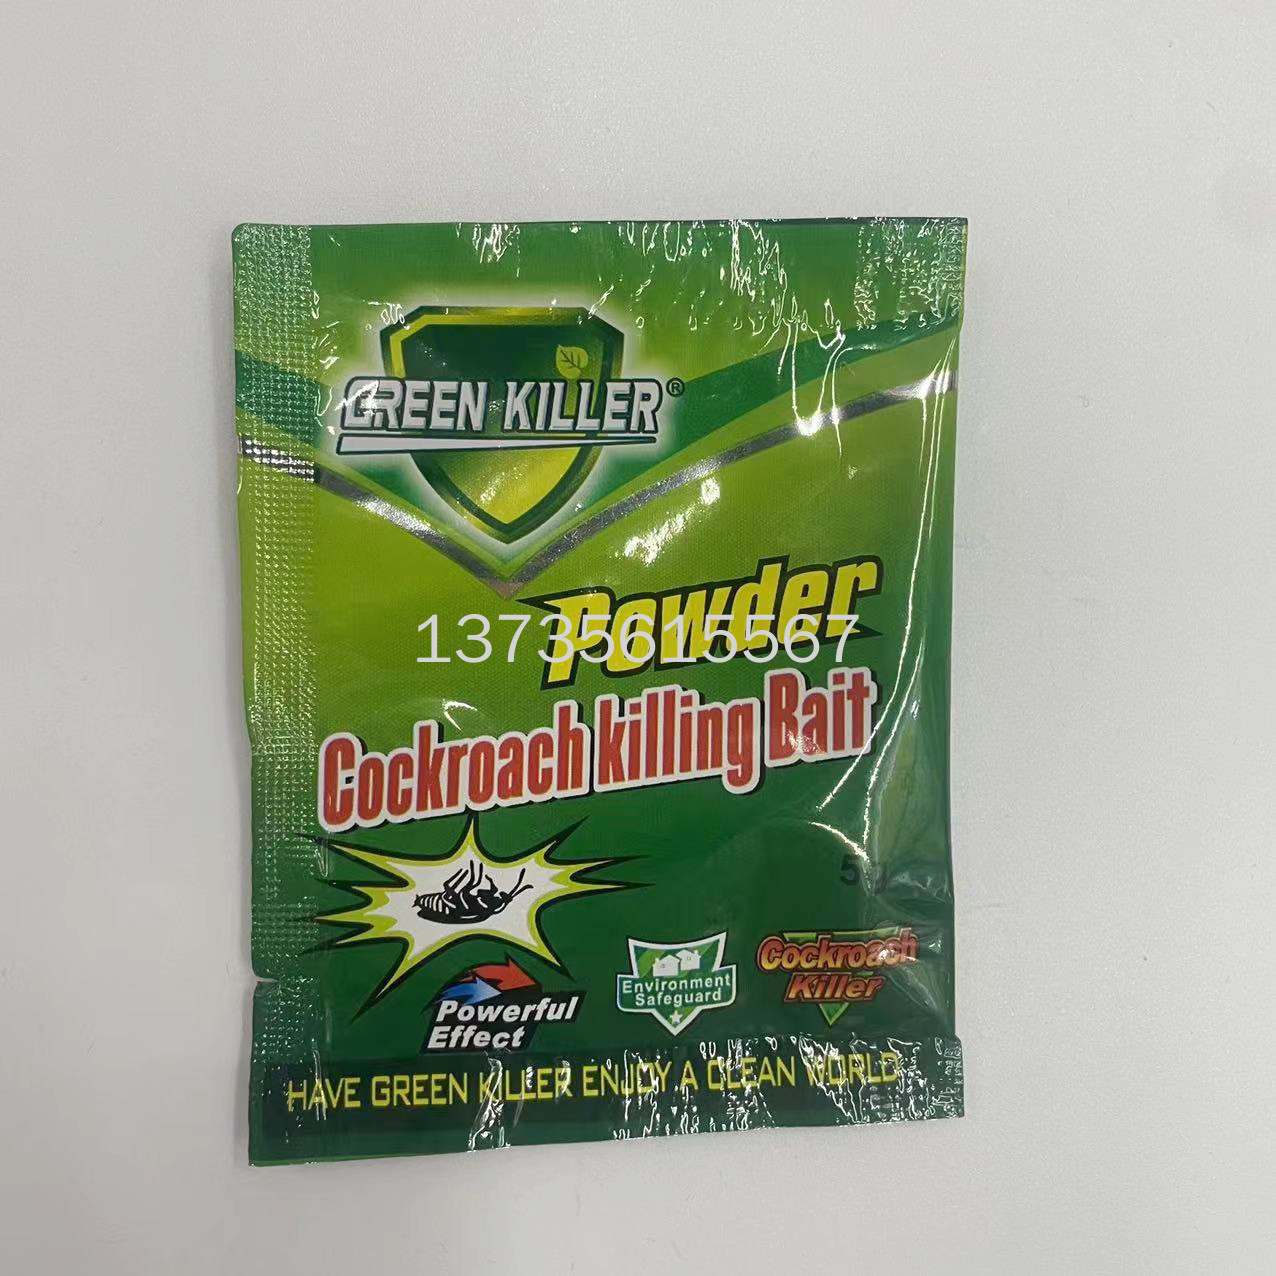 GREEN KILLER®
Powder
13735615567
Cockroach killing Bait
5g
Powerful
Effect
Environment
Safeguard
Cockroach
Killer
HAVE GREEN KILLER ENJOY A CLEAN WORLD